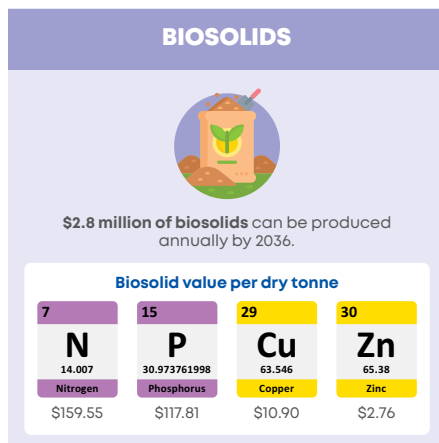 BIOSOLIDS
$2.8 million of biosolids can be produced
annually by 2036.
Biosolid value per dry tonne
7
N
14.007
Nitrogen
$159.55
15
P
30.973761998
Phosphorus
$117.81
29
Cu
63.546
Copper
$10.90
30
Zn
65.38
Zinc
$2.76